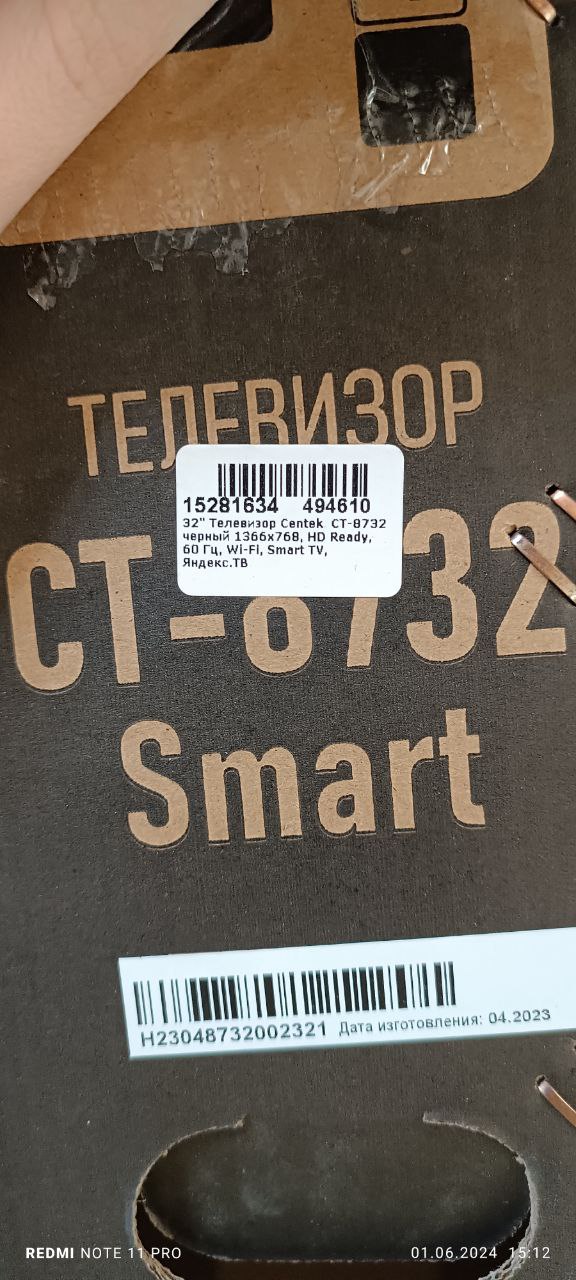 ТЕЛЕВИЗОР
15281634 494610
32" Телевизор Centek CT-8732
черный 1366x768, HD Ready,
60 Гц, Wi-Fi, Smart TV,
Яндекс.ТВ
CT-8732
Smart
H23048732002321 Дата изготовления: 04.2023
REDMI NOTE 11 PRO
01.06.2024 15:12